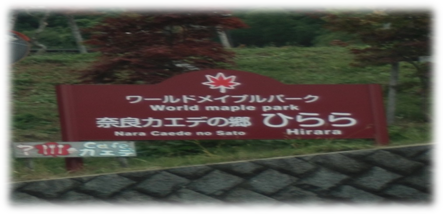 ワールドメイプルパーク
World maple park
奈良カエデの郷 ひらら
Nara Caede no Sato Hirara
カエデ